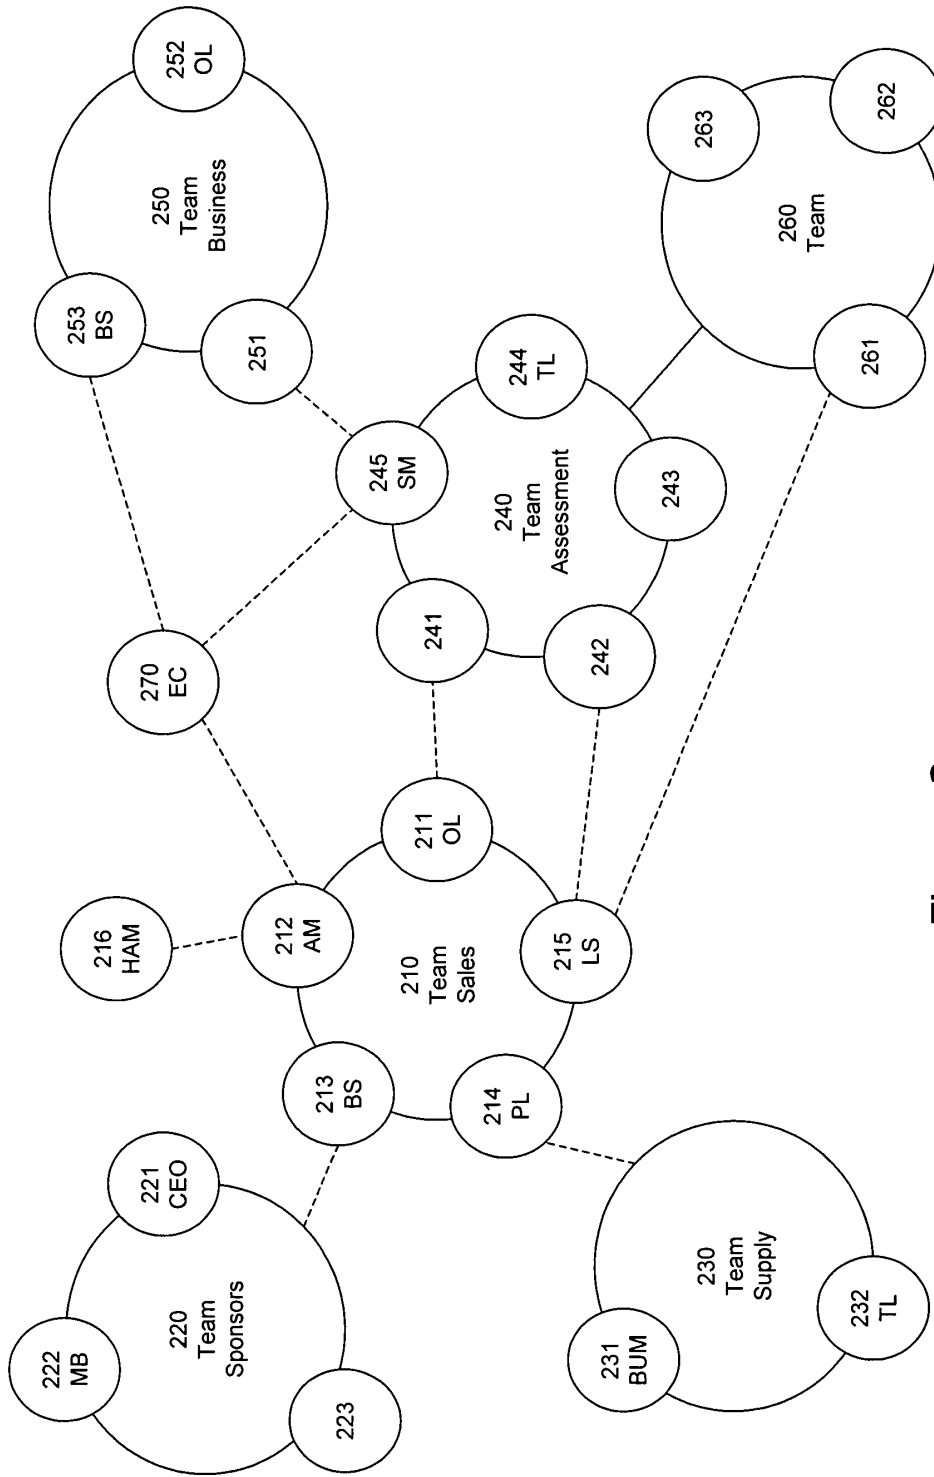 222
MB
221
CEO
223
220
Team
Sponsors
216
HAM
213
BS
212
AM
211
OL
214
PL
215
LS
210
Team
Sales
231
BUM
232
TL
230
Team
Supply
270
EC
253
BS
252
OL
251
250
Team
Business
245
SM
241
244
TL
242
243
240
Team
Assessment
263
262
261
260
Team